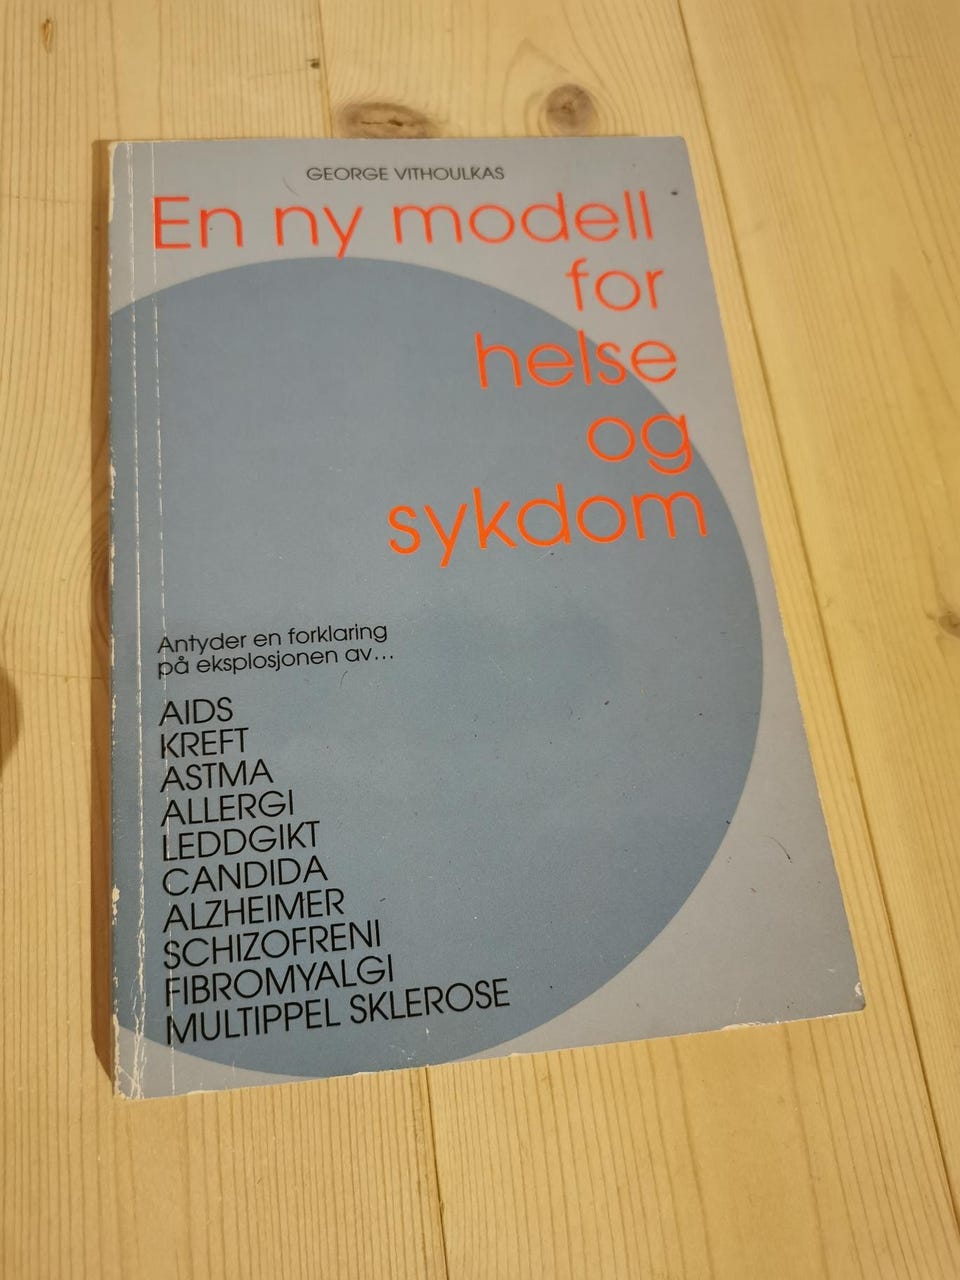 GEORGE VITHOULKAS
En ny modell
for
helse
og
sykdom
Antyder en forklaring
på eksplosjonen av...
AIDS
KREFT
ASTMA
ALLERGI
LEDDGIKT
CANDIDA
ALZHEIMER
SCHIZOFRENI
FIBROMYALGI
MULTIPPEL SKLEROSE